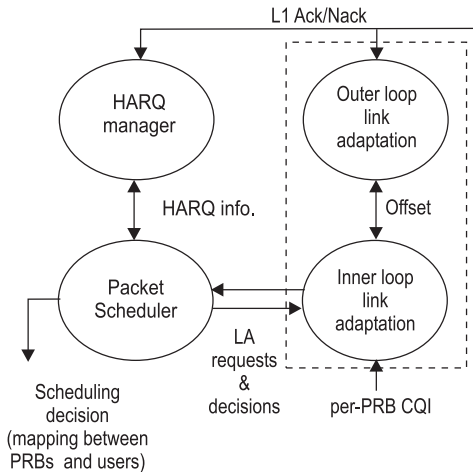 L1 Ack/Nack
HARQ
manager
Outer loop
link
adaptation
HARQ info.
Offset
Packet
Scheduler
Inner loop
link
adaptation
LA
requests
&
decisions
Scheduling
decision
(mapping between
PRBs and users)
per-PRB CQI